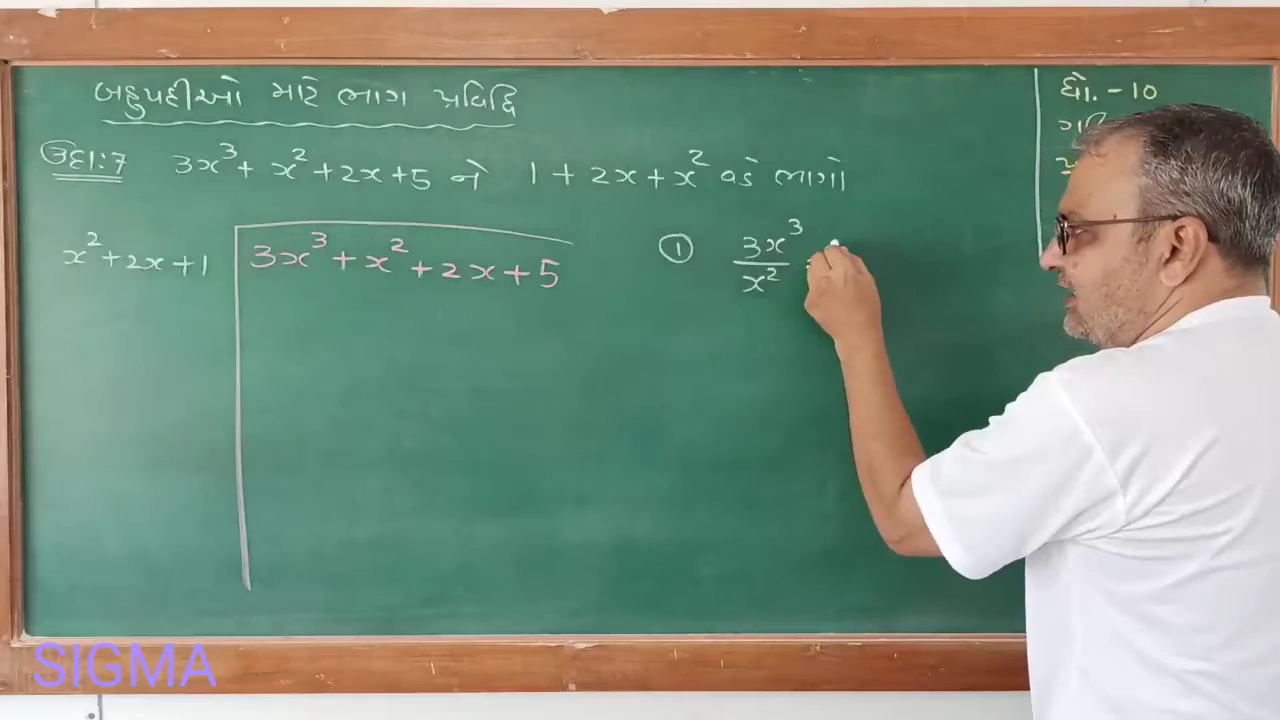 બહુપદીઓ માટે ભાગ પ્રવિધિ
ઉદા:7 3x³ + x² + 2x + 5 ને 1 + 2x + x² વડે ભાગો
x² + 2x + 1 3x³ + x² + 2x + 5
① 3x³
x²
ધો. - 10
SIGMA